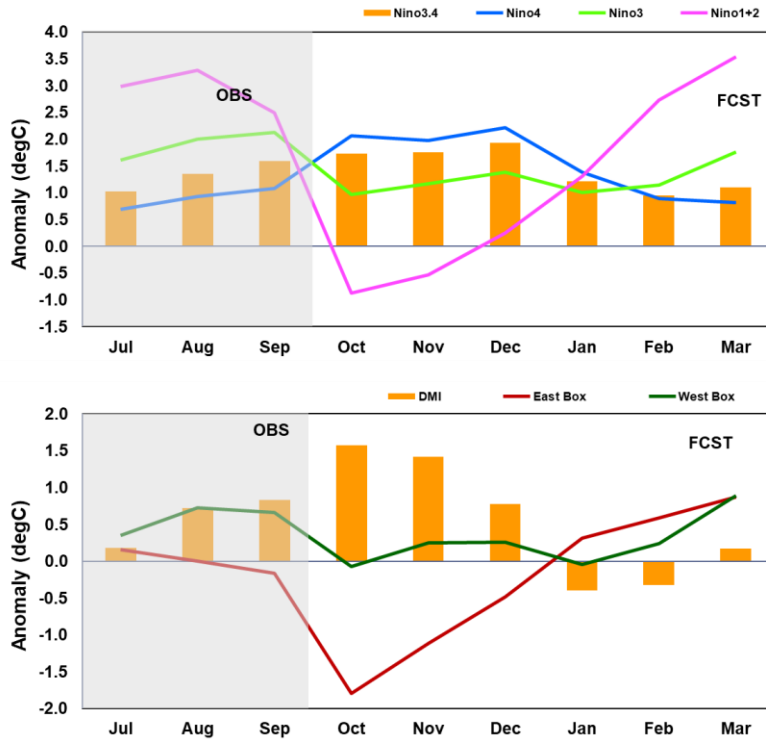 Nino3.4 Nino4 Nino3 Nino1+2
Anomaly (degC)
4.0
3.5
3.0
2.5
2.0
1.5
1.0
0.5
0.0
-0.5
-1.0
-1.5
OBS
FCST
Jul Aug Sep Oct Nov Dec Jan Feb Mar
DMI East Box West Box
Anomaly (degC)
2.0
1.5
1.0
0.5
0.0
-0.5
-1.0
-1.5
-2.0
OBS
FCST
Jul Aug Sep Oct Nov Dec Jan Feb Mar